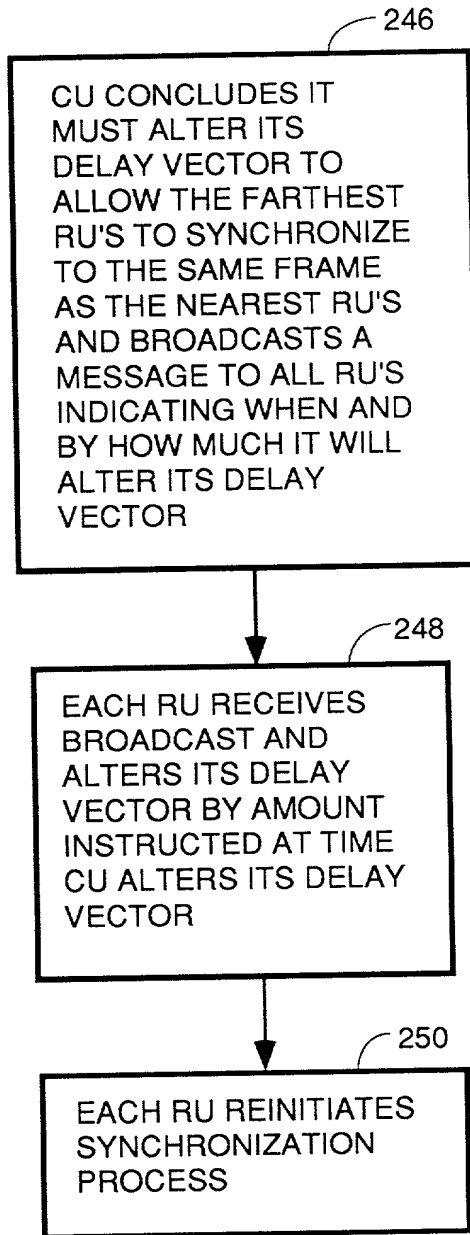 246
CU CONCLUDES IT
MUST ALTER ITS
DELAY VECTOR TO
ALLOW THE FARTHEST
RU'S TO SYNCHRONIZE
TO THE SAME FRAME
AS THE NEAREST RU'S
AND BROADCASTS A
MESSAGE TO ALL RU'S
INDICATING WHEN AND
BY HOW MUCH IT WILL
ALTER ITS DELAY
VECTOR
248
EACH RU RECEIVES
BROADCAST AND
ALTERS ITS DELAY
VECTOR BY AMOUNT
INSTRUCTED AT TIME
CU ALTERS ITS DELAY
VECTOR
250
EACH RU REINITIATES
SYNCHRONIZATION
PROCESS